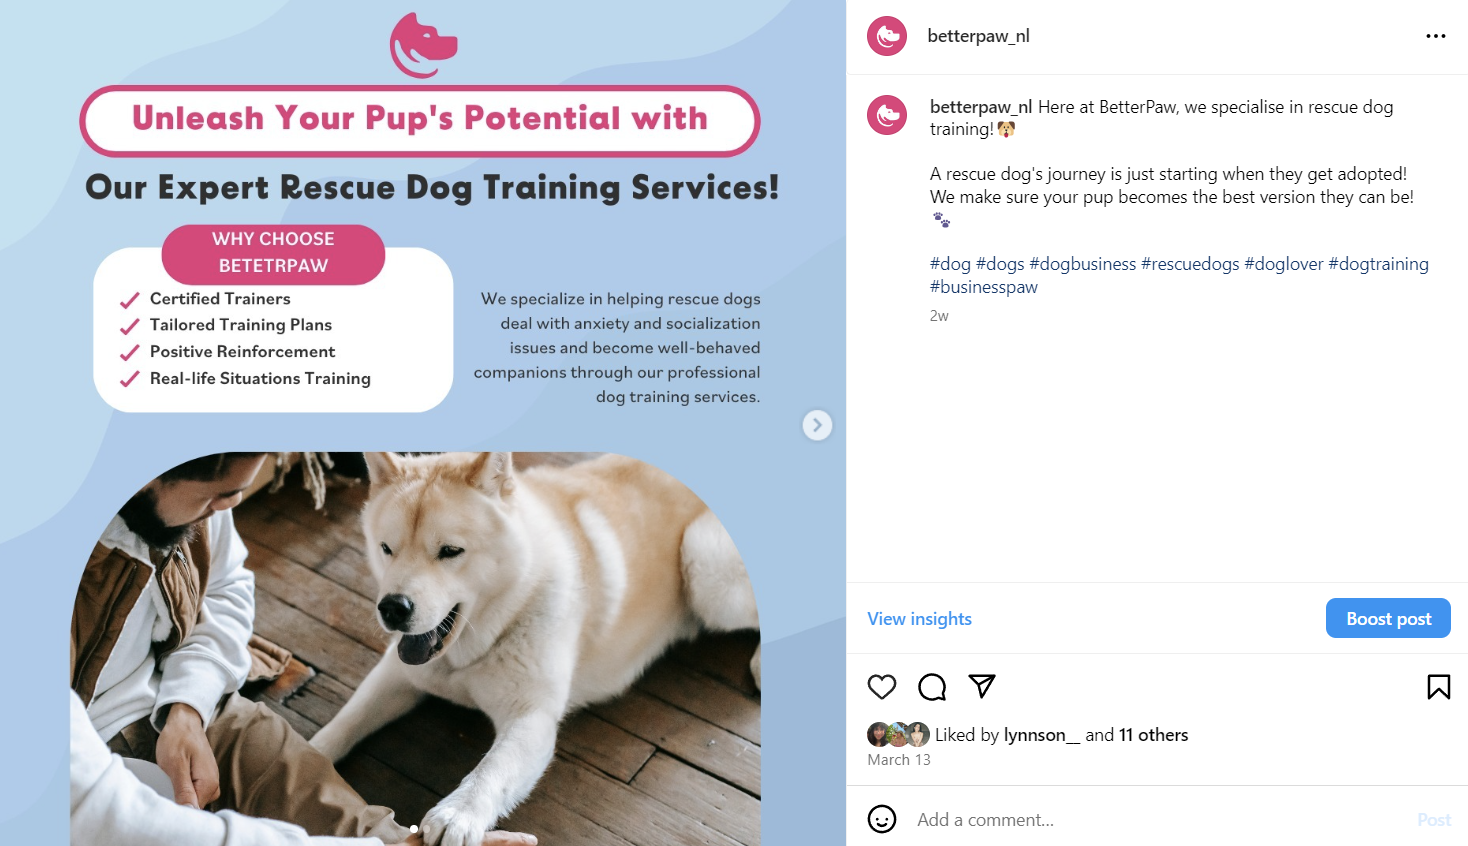 Unleash Your Pup's Potential with
Our Expert Rescue Dog Training Services!
WHY CHOOSE
BETETRPAW
Certified Trainers
Tailored Training Plans
Positive Reinforcement
Real-life Situations Training
We specialize in helping rescue dogs
deal with anxiety and socialization
issues and become well-behaved
companions through our professional
dog training services.
betterpaw_nl
betterpaw_nl Here at BetterPaw, we specialise in rescue dog
training!🐶
A rescue dog's journey is just starting when they get adopted!
We make sure your pup becomes the best version they can be!
🐾
#dog #dogs #dogbusiness #rescuedogs #doglover #dogtraining
#businesspaw
2w
View insights
Boost post
Liked by lynnson__ and 11 others
March 13
Add a comment...
Post